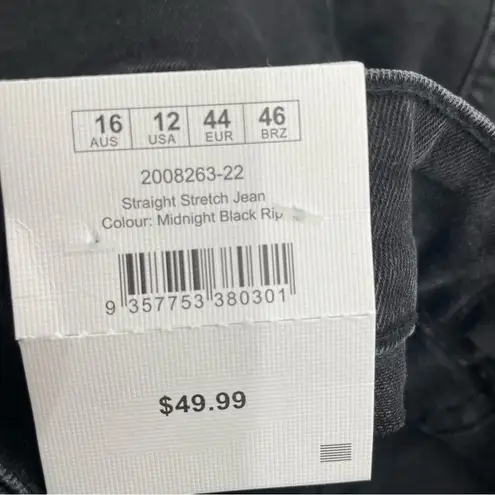 16 12 44 46
AUS USA EUR BRZ
2008263-22
Straight Stretch Jean
Colour: Midnight Black Rip
9 357753 380301
$49.99